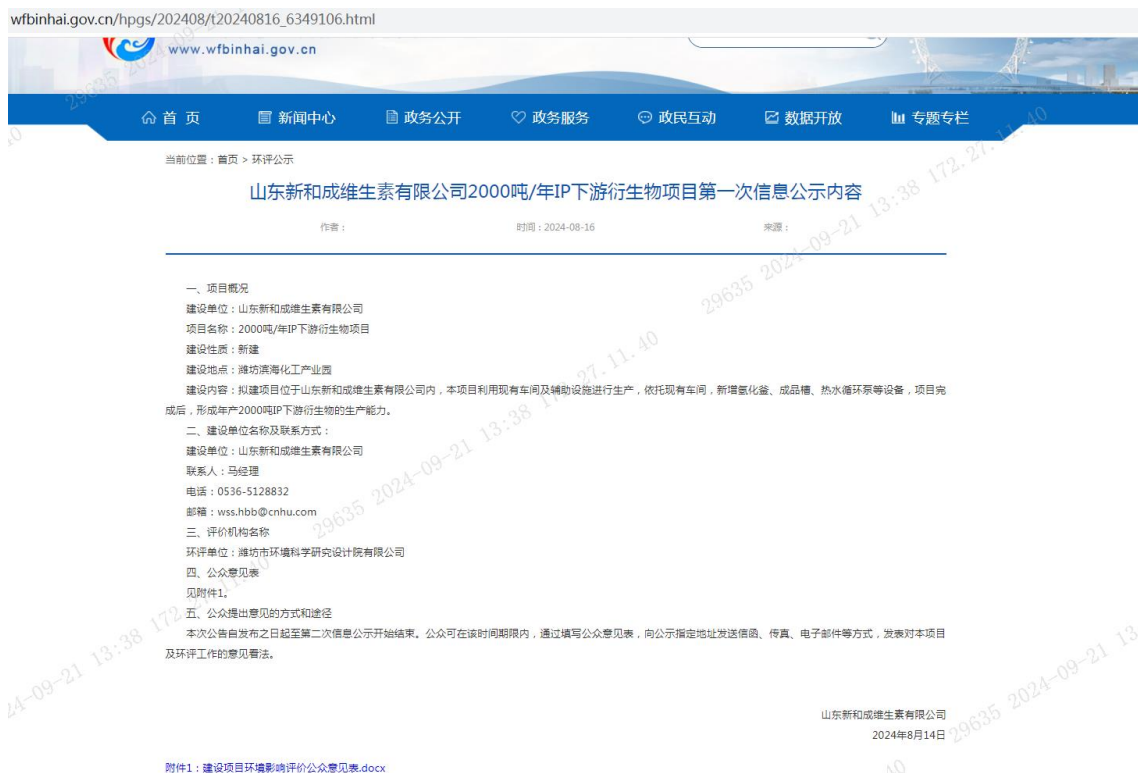 wfbinhai.gov.cn/hpgs/202408/t20240816_6349106.html
www.wfbinhai.gov.cn
首 页 新闻中心 政务公开 政务服务 政民互动 数据开放 专题专栏
当前位置：首页 > 环评公示
山东新和成维生素有限公司2000吨/年IP下游衍生物项目第一次信息公示内容
作者： 时间：2024-08-16 来源：
一、项目概况
建设单位：山东新和成维生素有限公司
项目名称：2000吨/年IP下游衍生物项目
建设性质：新建
建设地点：潍坊滨海化工产业园
建设内容：拟建项目位于山东新和成维生素有限公司内，本项目利用现有车间及辅助设施进行生产，依托现有车间，新增氨化釜、成品槽、热水循环泵等设备，项目完
成后，形成年产2000吨IP下游衍生物的生产能力。
二、建设单位名称及联系方式：
建设单位：山东新和成维生素有限公司
联系人：马经理
电话：0536-5128832
邮箱：wss.hbb@cnhu.com
三、评价机构名称
环评单位：潍坊市环境科学研究设计院有限公司
四、公众意见表
见附件1。
五、公众提出意见的方式和途径
本次公告自发布之日起至第二次信息公示开始结束。公众可在该时间期限内，通过填写公众意见表，向公示指定地址发送信函、传真、电子邮件等方式，发表对本项目
及环评工作的意见看法。
山东新和成维生素有限公司
2024年8月14日
附件1：建设项目环境影响评价公众意见表.docx
29635 2024-09-21 13:38 172.27.11.40